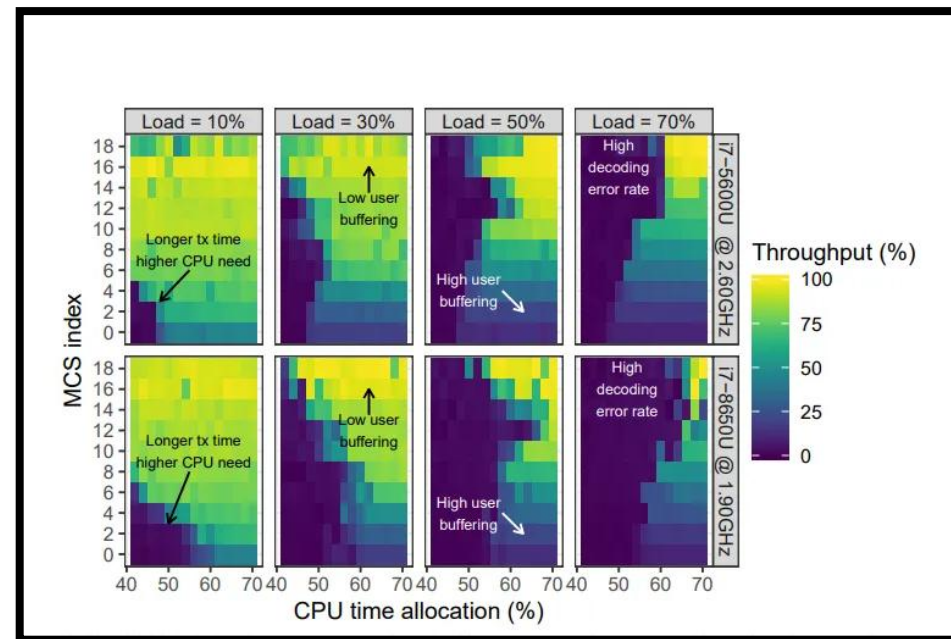 Load = 10%
Load = 30%
Load = 50%
Load = 70%
18
16
14
12
10
8
6
4
2
0
Longer tx time
higher CPU need
Low user
buffering
High user
buffering
High
decoding
error rate
i7−5600U @ 2.60GHz
18
16
14
12
10
8
6
4
2
0
Longer tx time
higher CPU need
Low user
buffering
High user
buffering
High
decoding
error rate
i7−8650U @ 1.90GHz
MCS index
40 50 60 70 40 50 60 70 40 50 60 70 40 50 60 70
CPU time allocation (%)
Throughput (%)
100
75
50
25
0